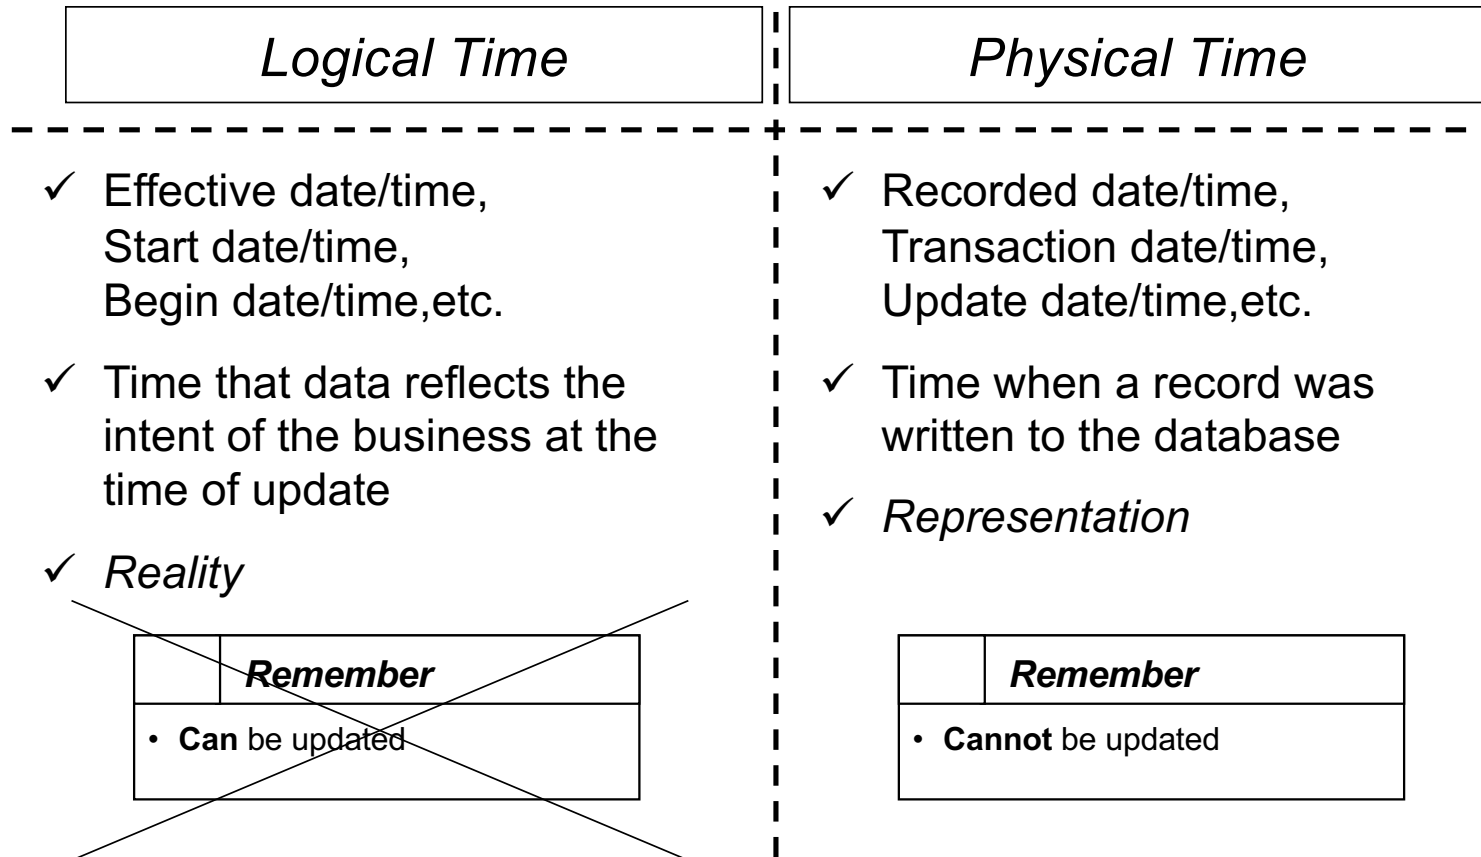 Logical Time
✓ Effective date/time,
Start date/time,
Begin date/time,etc.
✓ Time that data reflects the
intent of the business at the
time of update
✓ Reality
Remember
• Can be updated
Physical Time
✓ Recorded date/time,
Transaction date/time,
Update date/time,etc.
✓ Time when a record was
written to the database
✓ Representation
Remember
• Cannot be updated